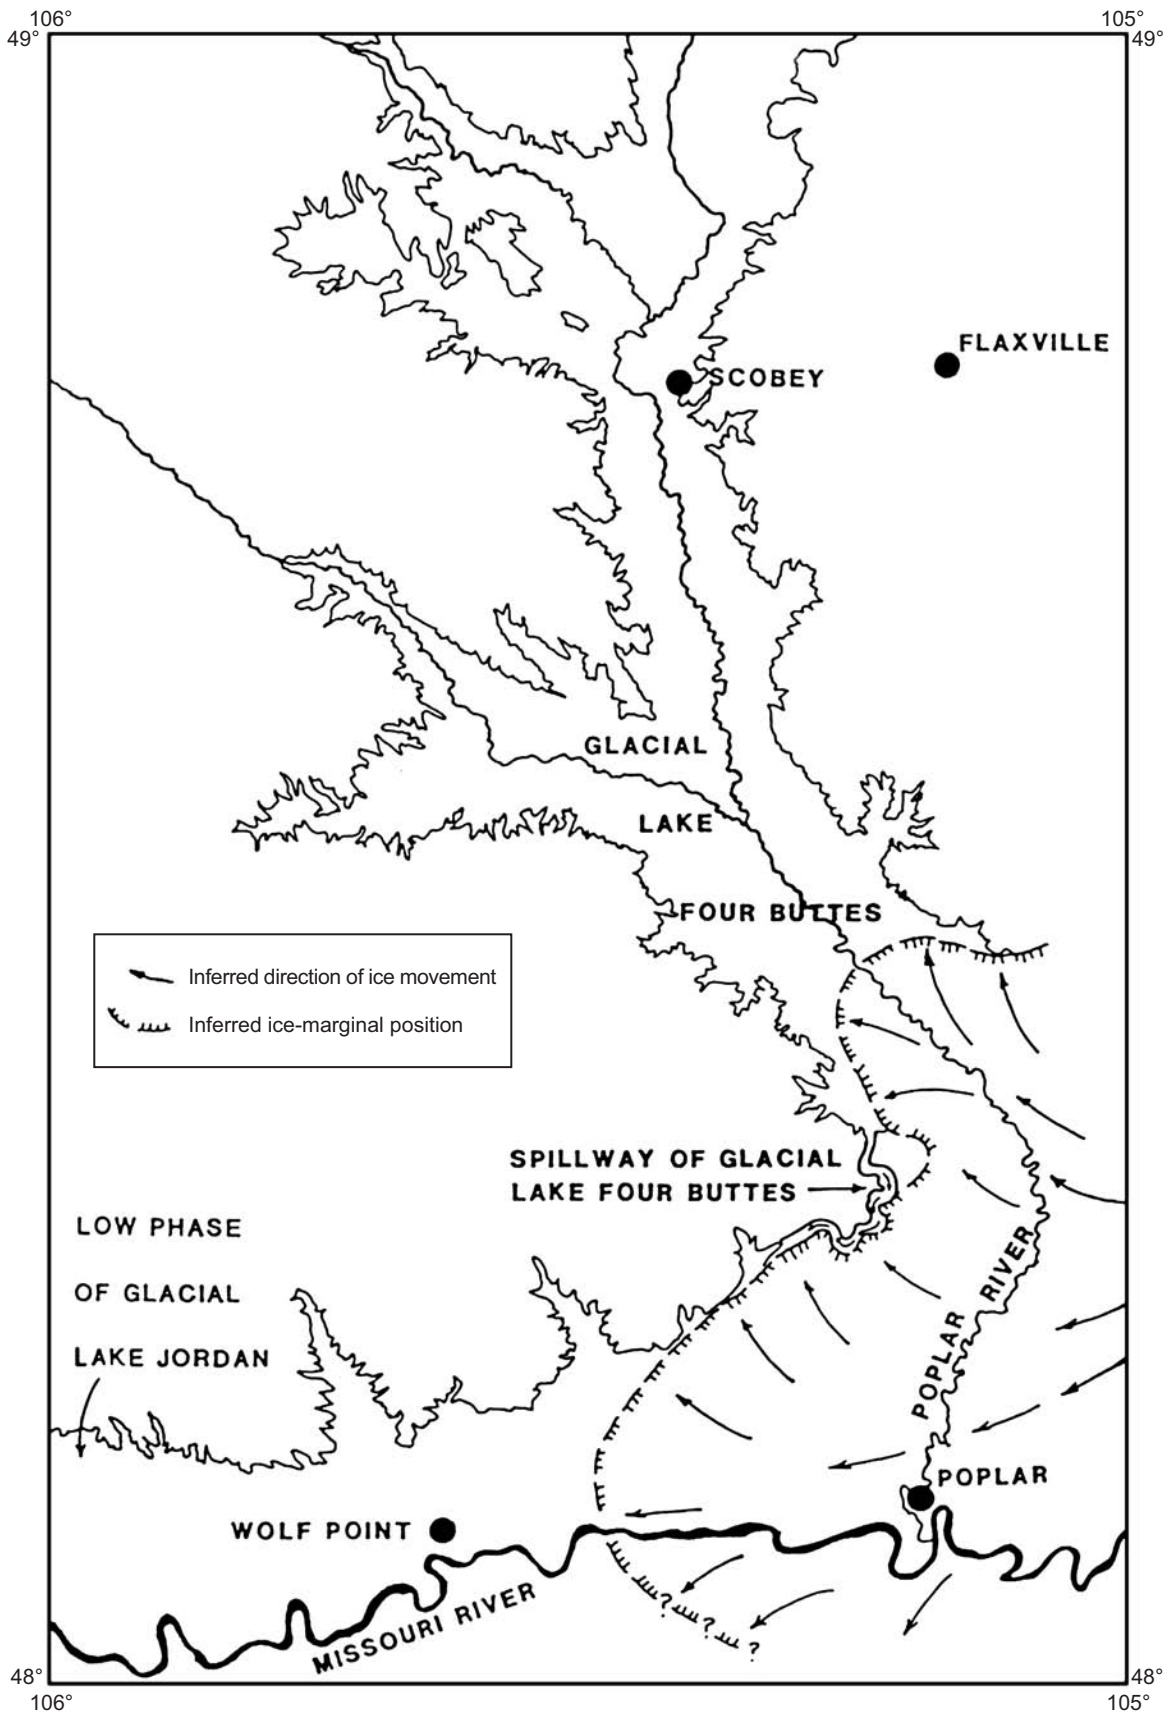 106°
105°
49°
49°
FLAXVILLE
SCOBEY
GLACIAL
LAKE
FOUR BUTTES
Inferred direction of ice movement
Inferred ice-marginal position
SPILLWAY OF GLACIAL
LAKE FOUR BUTTES
LOW PHASE
OF GLACIAL
LAKE JORDAN
POPLAR RIVER
POPLAR
WOLF POINT
MISSOURI RIVER
?
?
?
48°
48°
106°
105°